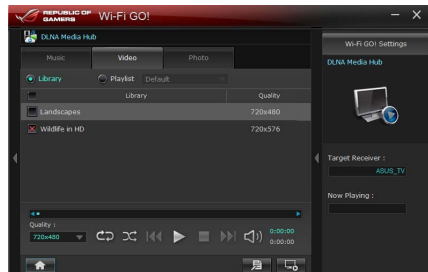 REPUBLIC OF GAMERS Wi-Fi GO!
DLNA Media Hub
Music Video Photo
Library Playlist Default
Library Quality
Landscapes 720x480
Wildlife in HD 720x576
Quality :
720x480
0:00:00
0:00:00
Wi-Fi GO! Settings
DLNA Media Hub
Target Receiver :
ASUS_TV
Now Playing :